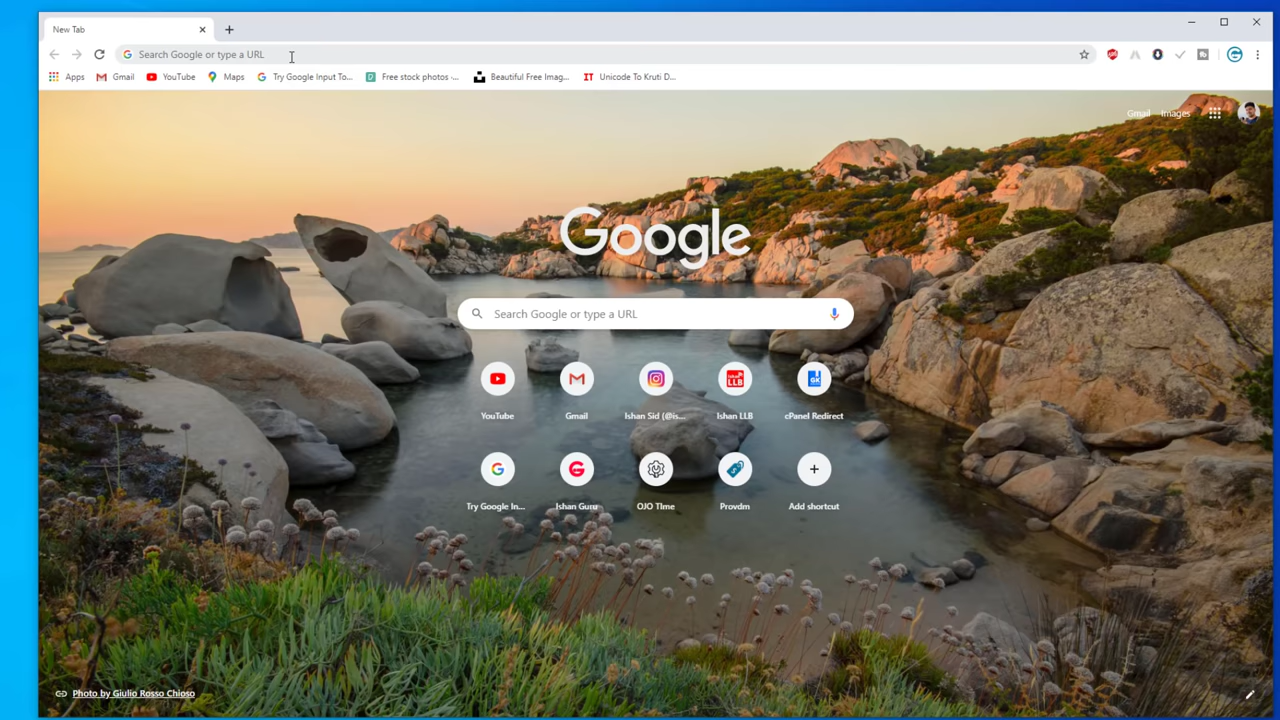 New Tab
Search Google or type a URL
Apps Gmail YouTube Maps Try Google Input To... Free stock photos -... Beautiful Free Imag... IT Unicode To Kruti D...
Gmail Images
Google
Search Google or type a URL
YouTube Gmail Ishan Sid (@is... Ishan LLB cPanel Redirect
Try Google In... Ishan Guru OJO TIme Provdm Add shortcut
Photo by Giulio Rosso Chioso